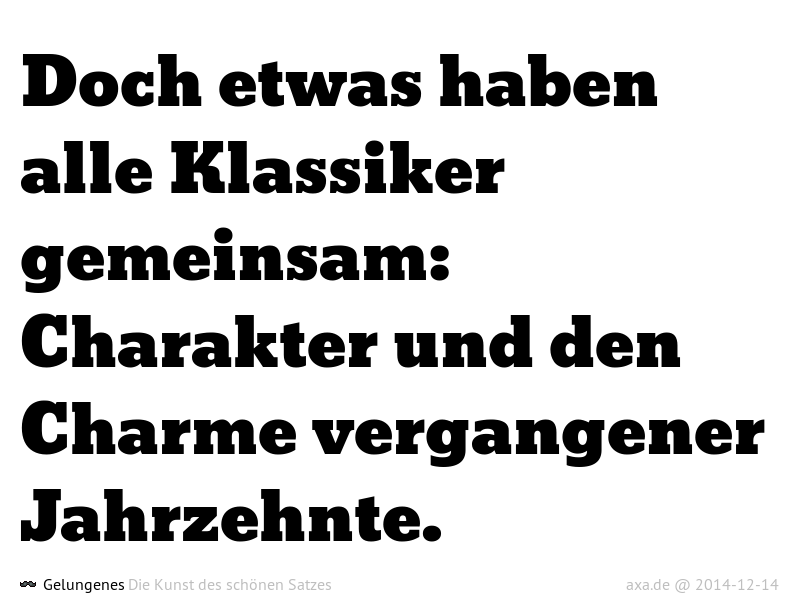 Doch etwas haben
alle Klassiker
gemeinsam:
Charakter und den
Charme vergangener
Jahrzehnte.
Gelungenes Die Kunst des schönen Satzes
axa.de @ 2014-12-14